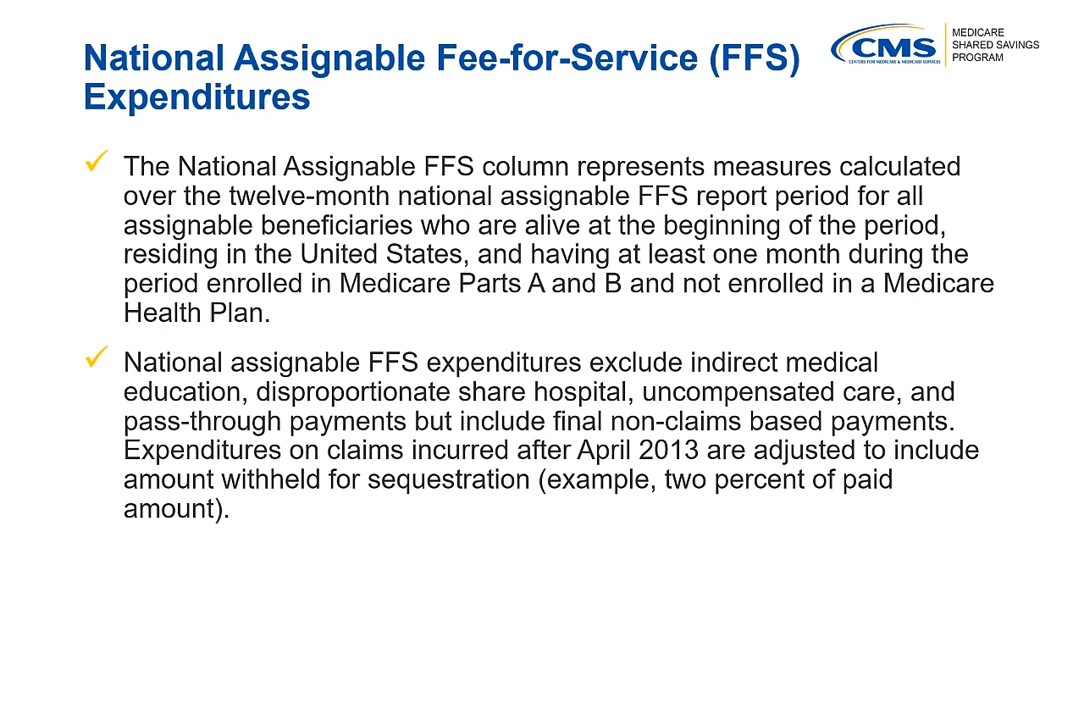 National Assignable Fee-for-Service (FFS)
Expenditures
CMS
CENTERS FOR MEDICARE & MEDICAID SERVICES
MEDICARE
SHARED SAVINGS
PROGRAM
The National Assignable FFS column represents measures calculated
over the twelve-month national assignable FFS report period for all
assignable beneficiaries who are alive at the beginning of the period,
residing in the United States, and having at least one month during the
period enrolled in Medicare Parts A and B and not enrolled in a Medicare
Health Plan.
National assignable FFS expenditures exclude indirect medical
education, disproportionate share hospital, uncompensated care, and
pass-through payments but include final non-claims based payments.
Expenditures on claims incurred after April 2013 are adjusted to include
amount withheld for sequestration (example, two percent of paid
amount).